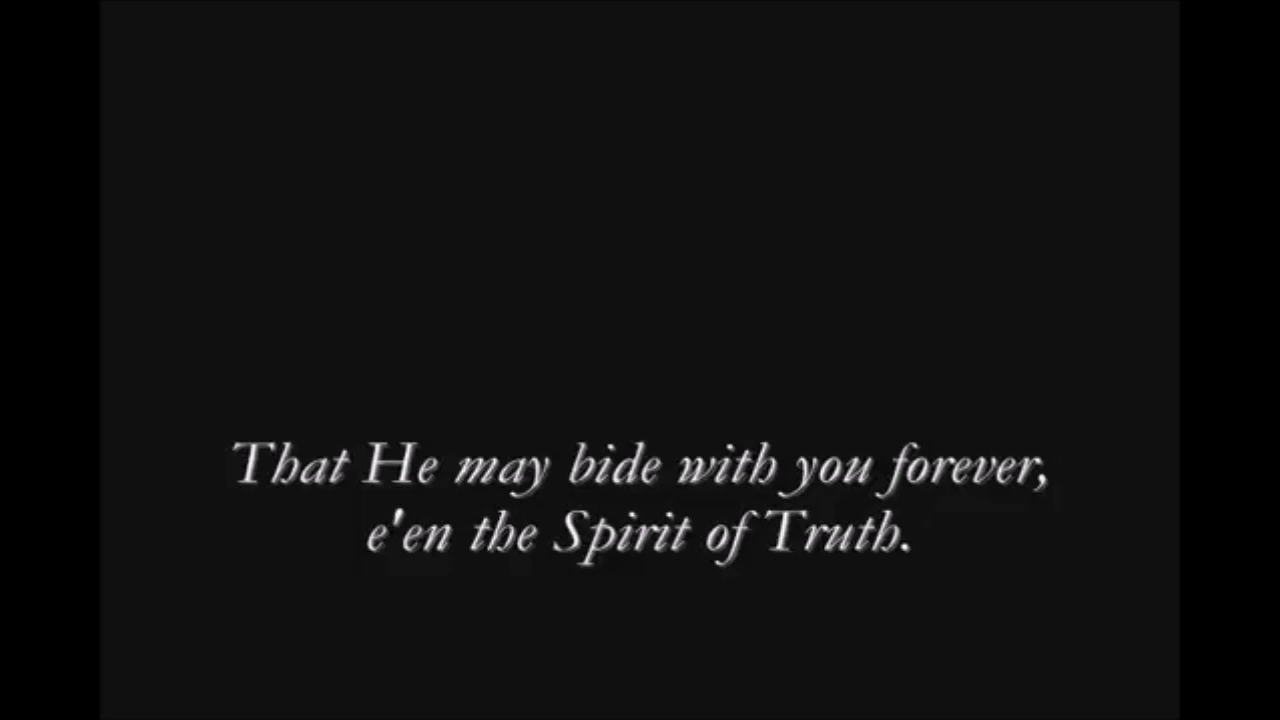 That He may bide with you forever,
e'en the Spirit of Truth.